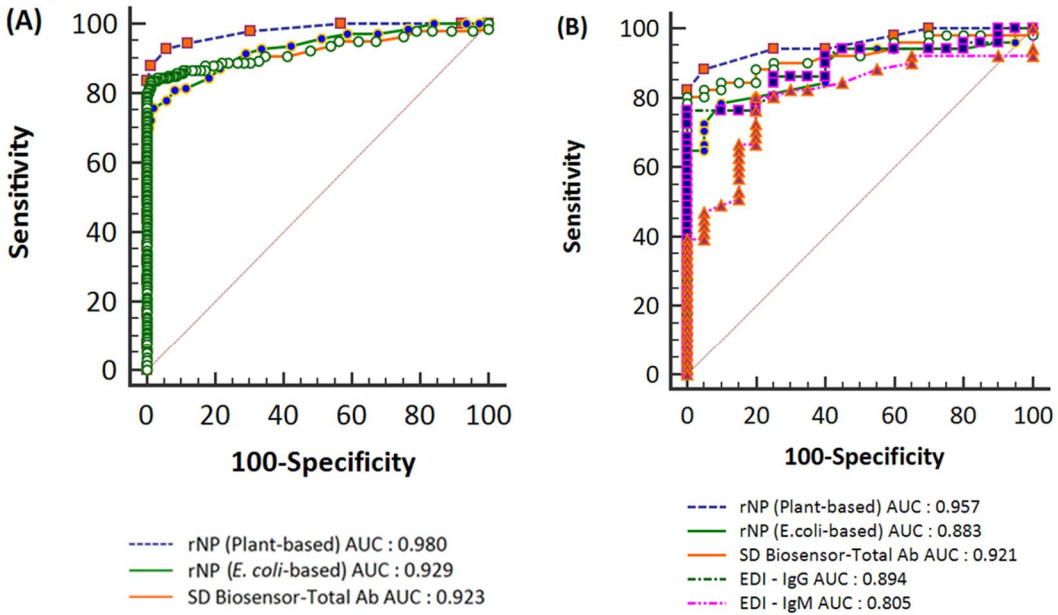 (A)
Sensitivity
100
80
60
40
20
0
0 20 40 60 80 100
100-Specificity
rNP (Plant-based) AUC : 0.980
rNP (E. coli-based) AUC : 0.929
SD Biosensor-Total Ab AUC : 0.923
(B)
Sensitivity
100
80
60
40
20
0
0 20 40 60 80 100
100-Specificity
rNP (Plant-based) AUC : 0.957
rNP (E.coli-based) AUC : 0.883
SD Biosensor-Total Ab AUC : 0.921
EDI - IgG AUC : 0.894
EDI - IgM AUC : 0.805